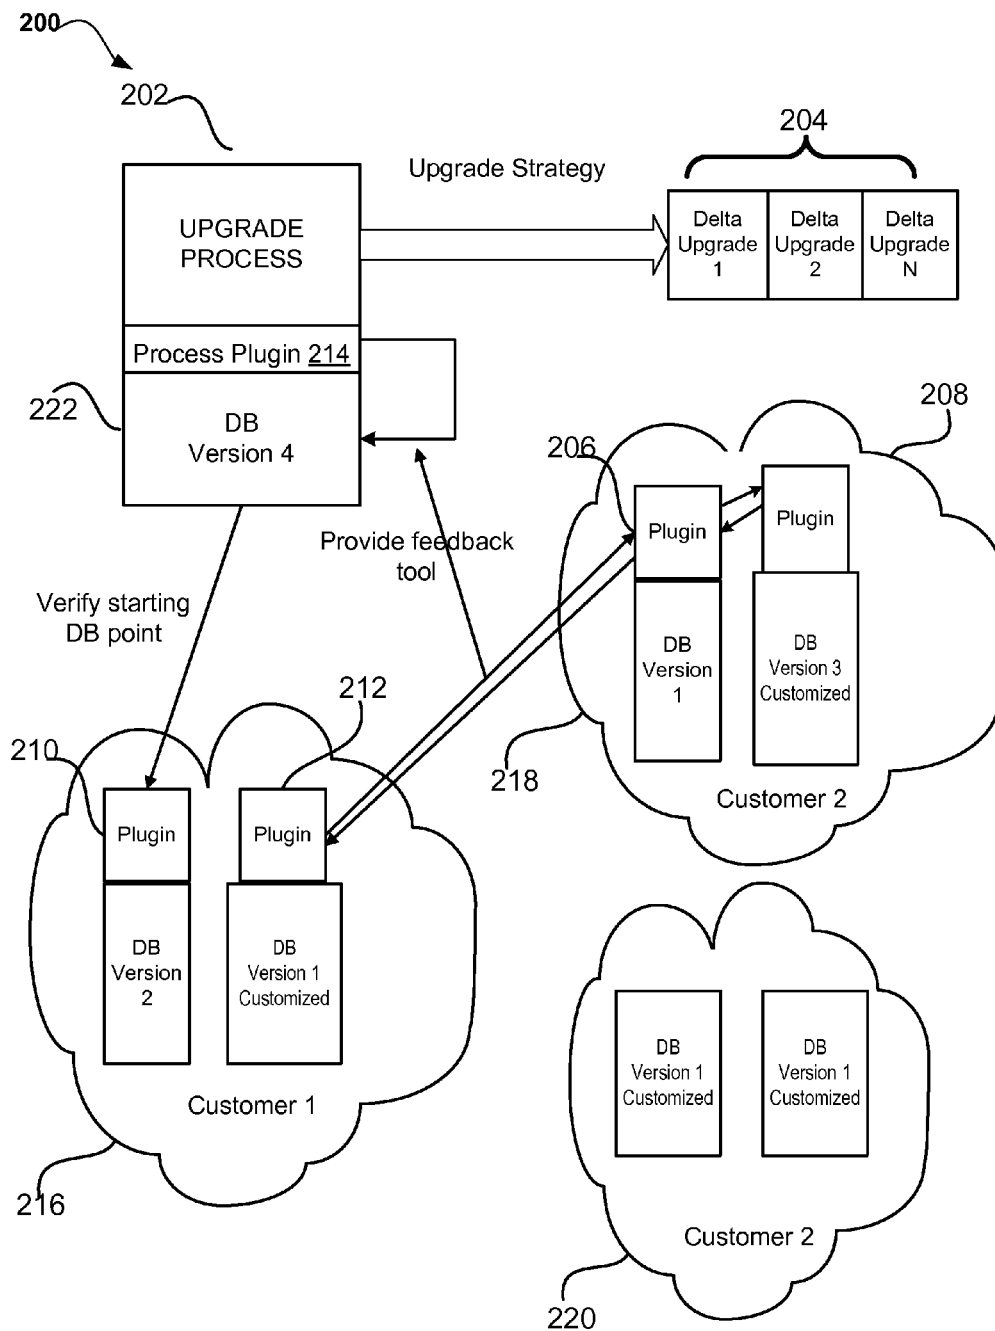 200
202
204
Upgrade Strategy
UPGRADE
PROCESS
Delta
Upgrade
1
Delta
Upgrade
2
Delta
Upgrade
N
Process Plugin 214
222
DB
Version 4
208
206
Plugin
Plugin
Provide feedback
tool
Verify starting
DB point
DB
Version
1
DB
Version 3
Customized
212
210
218
Customer 2
Plugin
Plugin
DB
Version
2
DB
Version 1
Customized
Customer 1
216
DB
Version 1
Customized
DB
Version 1
Customized
Customer 2
220